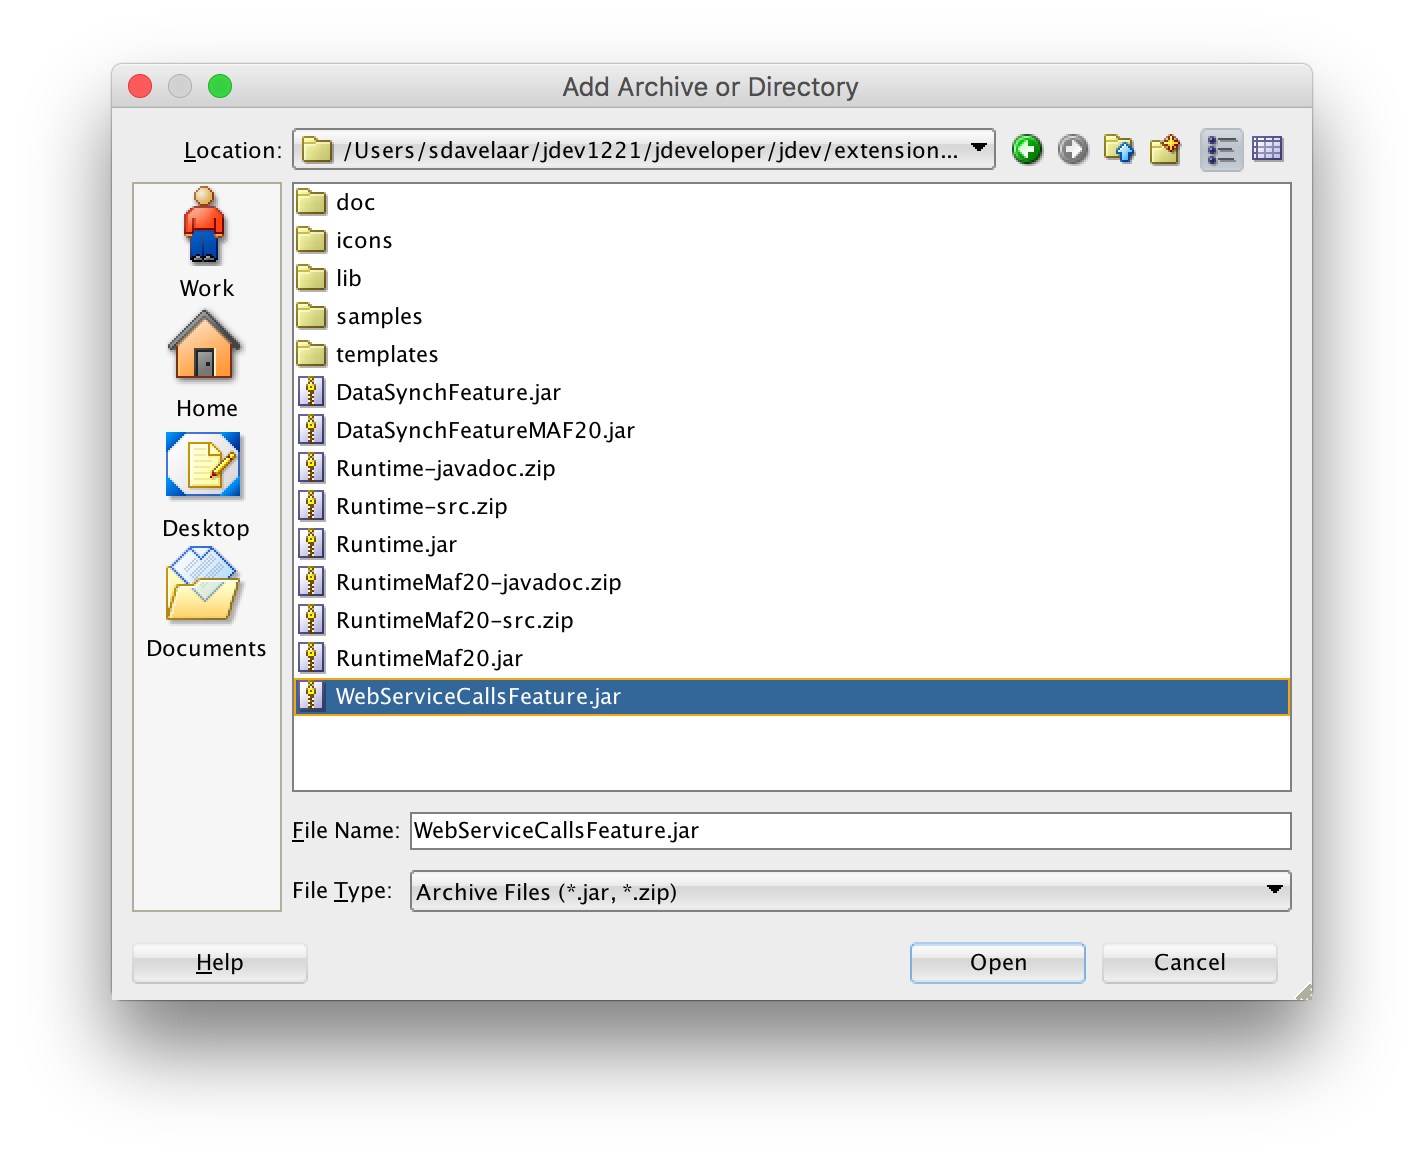 Add Archive or Directory
Location: /Users/sdavelaar/jdev1221/jdeveloper/jdev/extension...
Work
Home
Desktop
Documents
doc
icons
lib
samples
templates
DataSynchFeature.jar
DataSynchFeatureMAF20.jar
Runtime-javadoc.zip
Runtime-src.zip
Runtime.jar
RuntimeMaf20-javadoc.zip
RuntimeMaf20-src.zip
RuntimeMaf20.jar
WebServiceCallsFeature.jar
File Name: WebServiceCallsFeature.jar
File Type: Archive Files (*.jar, *.zip)
Help Open Cancel